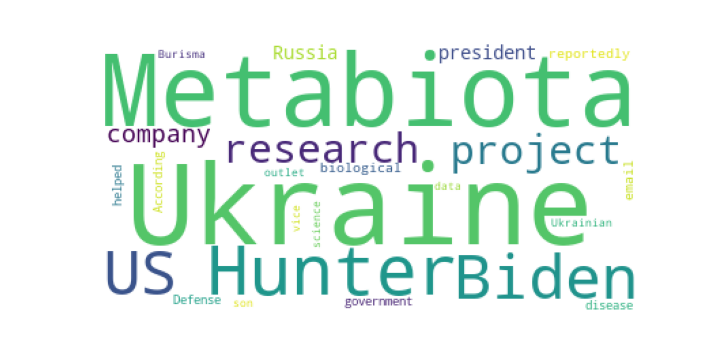 Burisma
Russia
president
reportedly
Metabiota
company
research
project
helped
According
outlet
biological
data
email
Ukraine
vice
science
Ukrainian
US
Hunter
Biden
Defense
son
government
disease